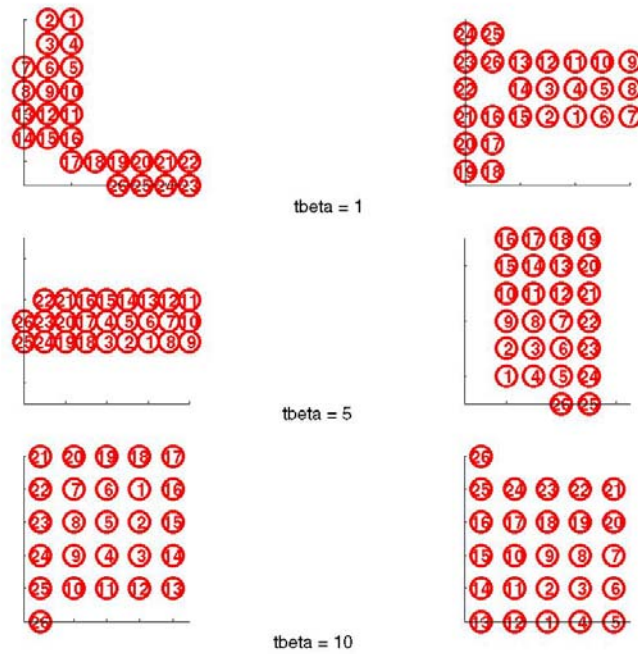 2 1
3 4
7 6 5
8 9 10
13 12 11
14 15 16
17 18 19 20 21 22
26 25 24 23
24 25
23 26 13 12 11 10 9
22 14 3 4 5 8
21 16 15 2 1 6 7
20 17
19 18
tbeta = 1
22 21 16 15 14 13 12 11
26 23 20 17 4 5 6 7 10
25 24 19 18 3 2 1 8 9
16 17 18 19
15 14 13 20
10 11 12 21
9 8 7 22
2 3 6 23
1 4 5 24
26 25
tbeta = 5
21 20 19 18 17
22 7 6 1 16
23 8 5 2 15
24 9 4 3 14
25 10 11 12 13
26
26
25 24 23 22 21
16 17 18 19 20
15 10 9 8 7
14 11 2 3 6
13 12 1 4 5
tbeta = 10